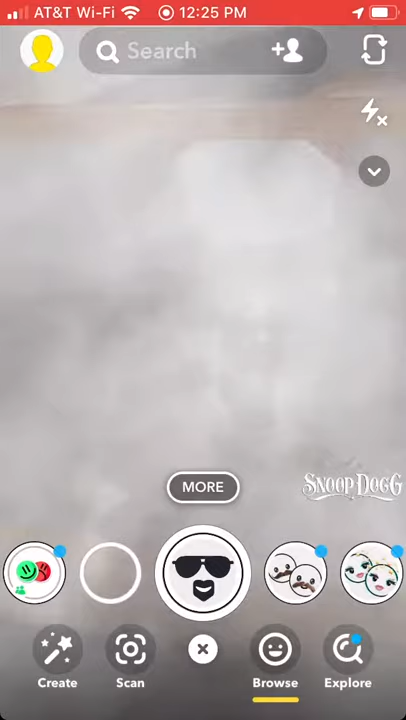 AT&T Wi-Fi 12:25 PM
Search
SNOOP DOGG
MORE
Create Scan Browse Explore